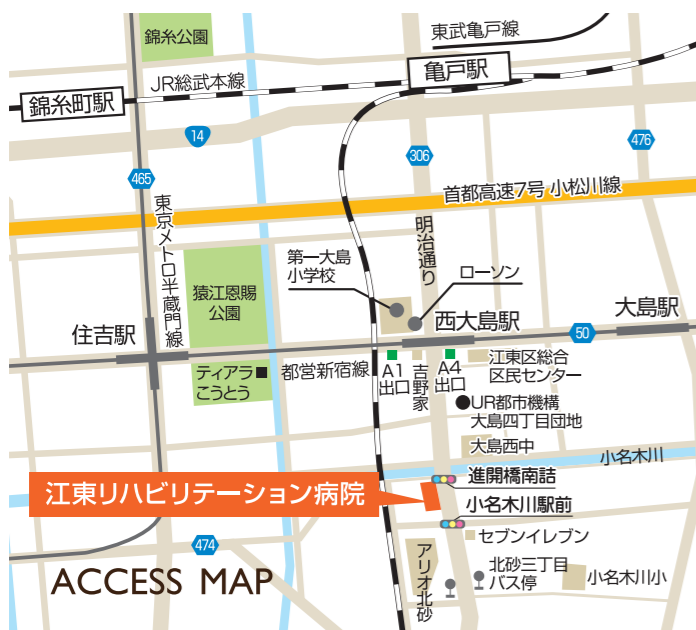 東武亀戸線
錦糸公園
亀戸駅
JR総武本線
錦糸町駅
14
306
476
465
首都高速7号 小松川線
東京メトロ半蔵門線
明治通り
第一大島
小学校
ローソン
猿江恩賜
公園
西大島駅
大島駅
住吉駅
50
ティアラ
こうとう
都営新宿線
A1
出口
吉野家
A4
出口
江東区総合
区民センター
UR都市機構
大島四丁目団地
大島西中
小名木川
進開橋南詰
江東リハビリテーション病院
小名木川駅前
セブンイレブン
474
アリオ北砂
北砂三丁目
バス停
小名木川小
ACCESS MAP